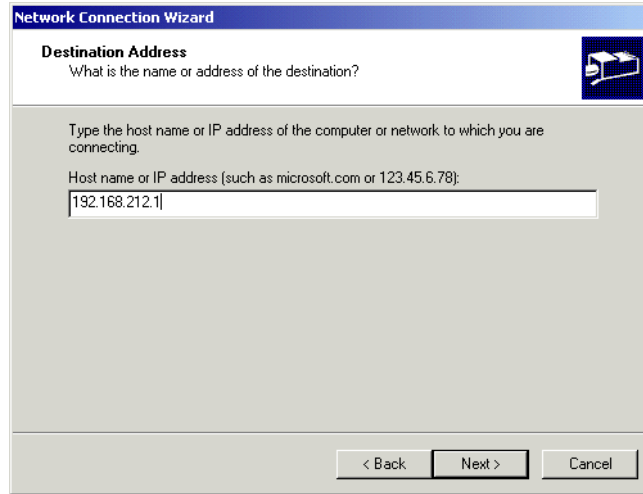 Network Connection Wizard
Destination Address
What is the name or address of the destination?
Type the host name or IP address of the computer or network to which you are
connecting.
Host name or IP address (such as microsoft.com or 123.45.6.78):
192.168.212.1
< Back
Next >
Cancel